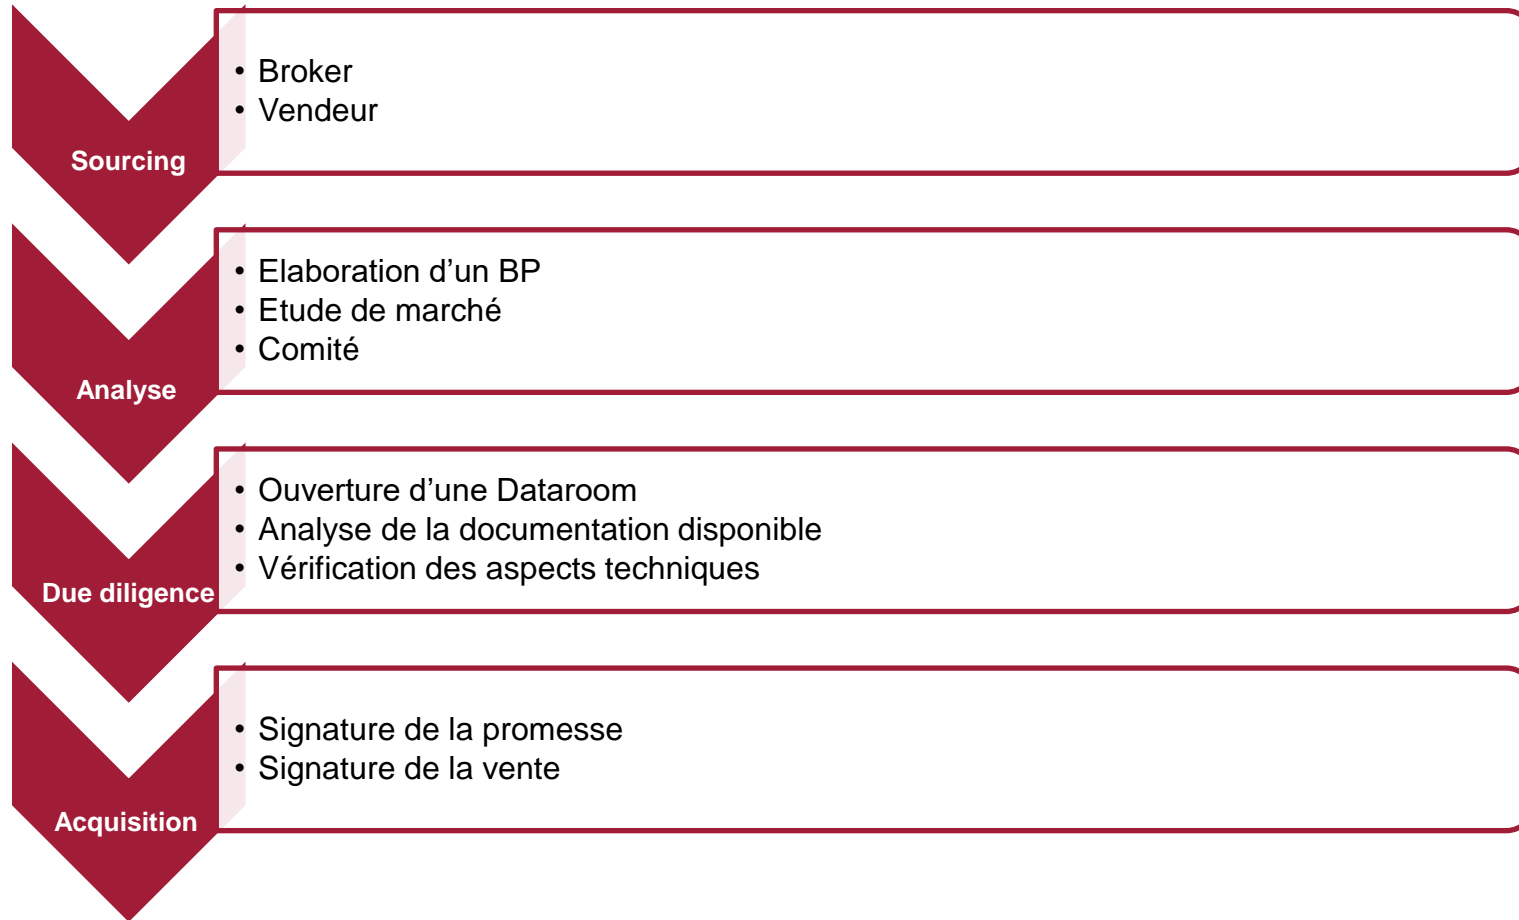 • Broker
• Vendeur
Sourcing
• Elaboration d’un BP
• Etude de marché
• Comité
Analyse
• Ouverture d’une Dataroom
• Analyse de la documentation disponible
• Vérification des aspects techniques
Due diligence
• Signature de la promesse
• Signature de la vente
Acquisition